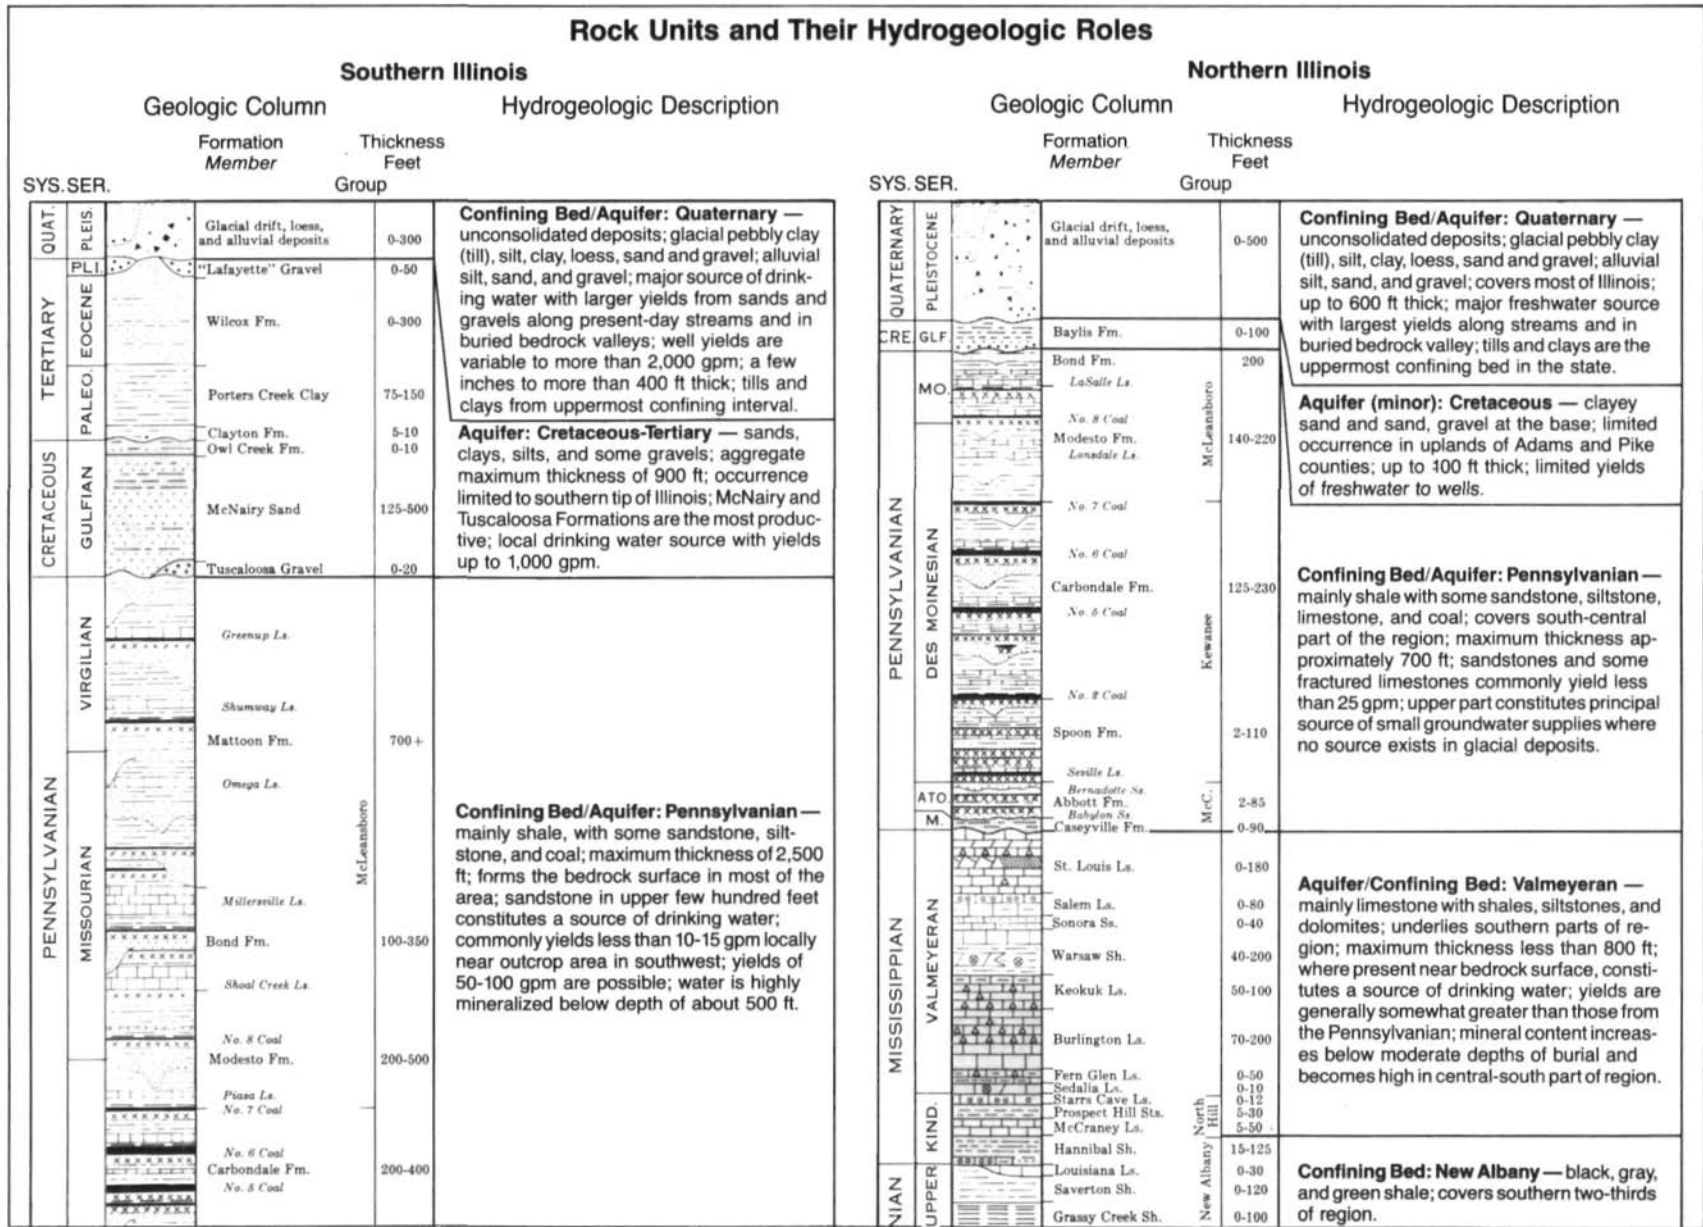 Rock Units and Their Hydrogeologic Roles
Southern Illinois
Geologic Column
Hydrogeologic Description
Formation
Member
Thickness
Feet
SYS. SER.
Group
QUAT.
PLEIS.
Glacial drift, loess,
and alluvial deposits
0-300
TERTIARY
PLI.
"Lafayette" Gravel
0-50
EOCENE
Wilcox Fm.
0-300
PALEO.
Porters Creek Clay
75-150
Clayton Fm.
5-10
CRETACEOUS
GULFIAN
Owl Creek Fm.
0-10
McNairy Sand
125-500
Tuscaloosa Gravel
0-20
PENNSYLVANIAN
VIRGILIAN
Greenup Ls.
Shumway Ls.
Mattoon Fm.
700+
MISSOURIAN
Omega Ls.
McLeansboro
Millersville Ls.
Bond Fm.
100-350
Shoal Creek Ls.
No. 8 Coal
Modesto Fm.
200-500
Piasa Ls.
No. 7 Coal
No. 6 Coal
Carbondale Fm.
200-400
No. 5 Coal
Confining Bed/Aquifer: Quaternary —
unconsolidated deposits; glacial pebbly clay
(till), silt, clay, loess, sand and gravel; alluvial
silt, sand, and gravel; major source of drink-
ing water with larger yields from sands and
gravels along present-day streams and in
buried bedrock valleys; well yields are
variable to more than 2,000 gpm; a few
inches to more than 400 ft thick; tills and
clays from uppermost confining interval.
Aquifer: Cretaceous-Tertiary — sands,
clays, silts, and some gravels; aggregate
maximum thickness of 900 ft; occurrence
limited to southern tip of Illinois; McNairy and
Tuscaloosa Formations are the most produc-
tive; local drinking water source with yields
up to 1,000 gpm.
Confining Bed/Aquifer: Pennsylvanian —
mainly shale, with some sandstone, silt-
stone, and coal; maximum thickness of 2,500
ft; forms the bedrock surface in most of the
area; sandstone in upper few hundred feet
constitutes a source of drinking water;
commonly yields less than 10-15 gpm locally
near outcrop area in southwest; yields of
50-100 gpm are possible; water is highly
mineralized below depth of about 500 ft.
Northern Illinois
Geologic Column
Hydrogeologic Description
Formation
Member
Thickness
Feet
SYS. SER.
Group
QUATERNARY
PLEISTOCENE
Glacial drift, loess,
and alluvial deposits
0-500
CRE.
GLF.
Baylis Fm.
0-100
PENNSYLVANIAN
MO.
Bond Fm.
200
LaSalle Ls.
McLeansboro
No. 8 Coal
DES MOINESIAN
Modesto Fm.
140-220
Lonsdale Ls.
No. 7 Coal
No. 6 Coal
Carbondale Fm.
125-230
No. 5 Coal
Kewanee
No. 2 Coal
Spoon Fm.
2-110
Seville Ls.
ATO.
Bernadotte Ss.
Abbott Fm.
2-85
McC.
Babylon Ss.
M.
Caseyville Fm.
0-90
MISSISSIPPIAN
VALMEYERAN
St. Louis Ls.
0-180
Salem Ls.
0-80
Sonora Ss.
0-40
Warsaw Sh.
40-200
Keokuk Ls.
50-100
Burlington Ls.
70-200
Fern Glen Ls.
0-50
Sedalia Ls.
0-10
KIND.
Starrs Cave Ls.
0-12
Prospect Hill Sts.
5-30
North
Hill
McCraney Ls.
5-50
Hannibal Sh.
15-125
New Albany
NIAN
UPPER
Louisiana Ls.
0-30
Saverton Sh.
0-120
Grassy Creek Sh.
0-100
Confining Bed/Aquifer: Quaternary —
unconsolidated deposits; glacial pebbly clay
(till), silt, clay, loess, sand and gravel; alluvial
silt, sand, and gravel; covers most of Illinois;
up to 600 ft thick; major freshwater source
with largest yields along streams and in
buried bedrock valley; tills and clays are the
uppermost confining bed in the state.
Aquifer (minor): Cretaceous — clayey
sand and sand, gravel at the base; limited
occurrence in uplands of Adams and Pike
counties; up to 100 ft thick; limited yields
of freshwater to wells.
Confining Bed/Aquifer: Pennsylvanian —
mainly shale with some sandstone, siltstone,
limestone, and coal; covers south-central
part of the region; maximum thickness ap-
proximately 700 ft; sandstones and some
fractured limestones commonly yield less
than 25 gpm; upper part constitutes principal
source of small groundwater supplies where
no source exists in glacial deposits.
Aquifer/Confining Bed: Valmeyeran —
mainly limestone with shales, siltstones, and
dolomites; underlies southern parts of re-
gion; maximum thickness less than 800 ft;
where present near bedrock surface, consti-
tutes a source of drinking water; yields are
generally somewhat greater than those from
the Pennsylvanian; mineral content increas-
es below moderate depths of burial and
becomes high in central-south part of region.
Confining Bed: New Albany — black, gray,
and green shale; covers southern two-thirds
of region.